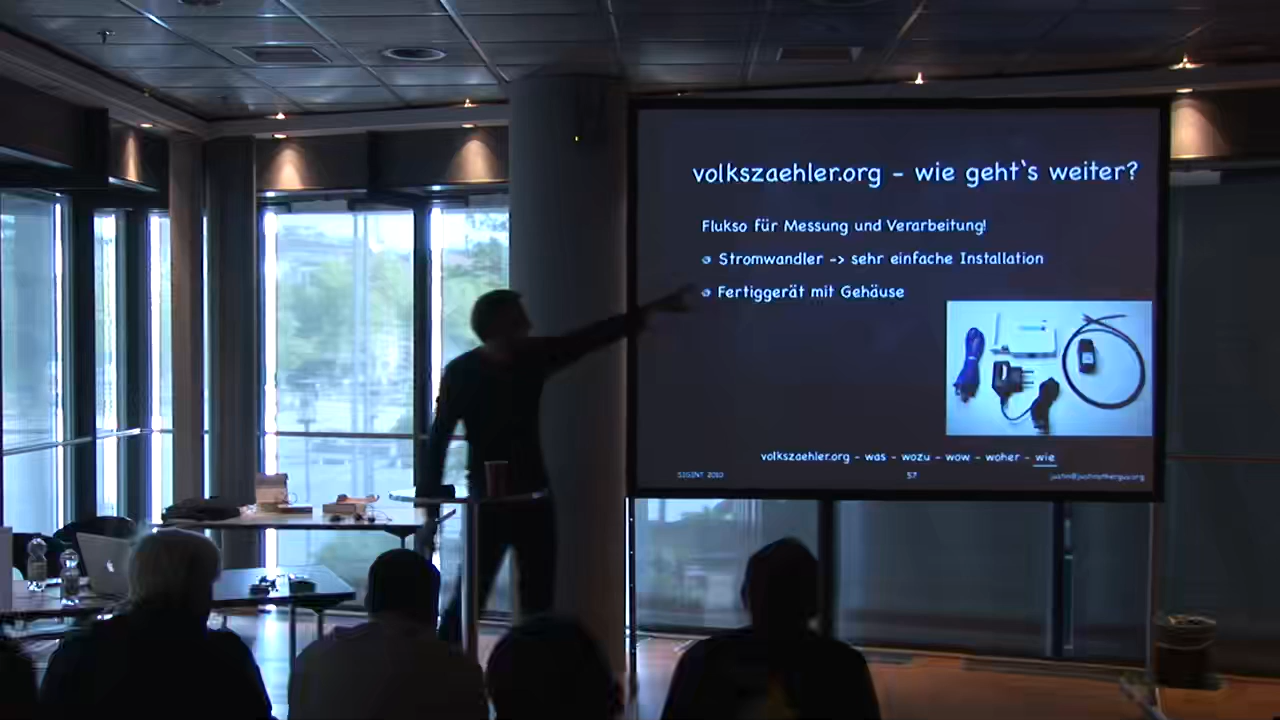 volkszaehler.org - wie geht`s weiter?
Flukso für Messung und Verarbeitung!
Stromwandler -> sehr einfache Installation
Fertiggerät mit Gehäuse
volkszaehler.org - was - wozu - wow - woher - wie
SIGINT 2010
57